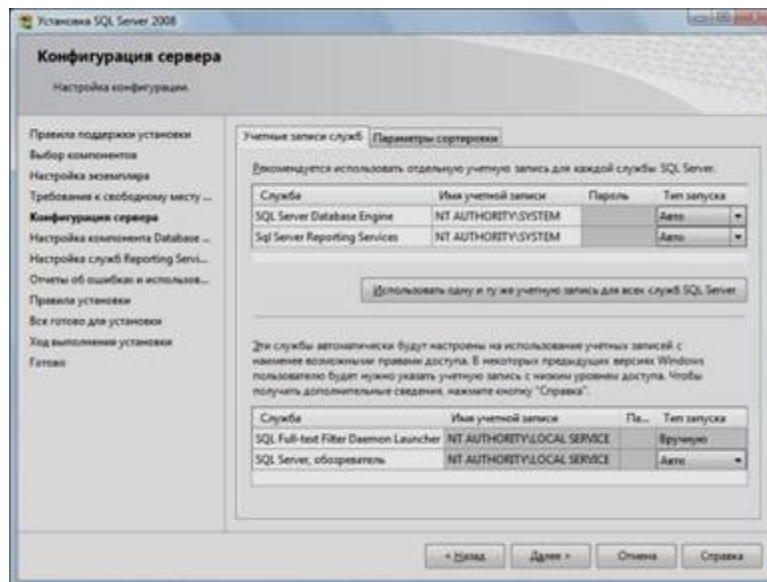 Установка SQL Server 2008
Конфигурация сервера
Настройка конфигурации.
Правила поддержки установки
Выбор компонентов
Настройка экземпляра
Требования к свободному месту ...
Конфигурация сервера
Настройка компонента Database ...
Настройка служб Reporting Servi...
Отчеты об ошибках и использов...
Правила установки
Все готово для установки
Ход выполнения установки
Готово
Учетные записи служб Параметры сортировки
Рекомендуется использовать отдельную учетную запись для каждой службы SQL Server.
Служба Имя учетной записи Пароль Тип запуска
SQL Server Database Engine NT AUTHORITY\SYSTEM Авто
Sql Server Reporting Services NT AUTHORITY\SYSTEM Авто
Использовать одну и ту же учетную запись для всех служб SQL Server
Эти службы автоматически будут настроены на использование учетных записей с
наименее возможными правами доступа. В некоторых предыдущих версиях Windows
пользователю будет нужно указать учетную запись с низким уровнем доступа. Чтобы
получить дополнительные сведения, нажмите кнопку "Справка".
Служба Имя учетной записи Па... Тип запуска
SQL Full-text Filter Daemon Launcher NT AUTHORITY\LOCAL SERVICE Вручную
SQL Server, обозреватель NT AUTHORITY\LOCAL SERVICE Авто
< Назад Далее > Отмена Справка